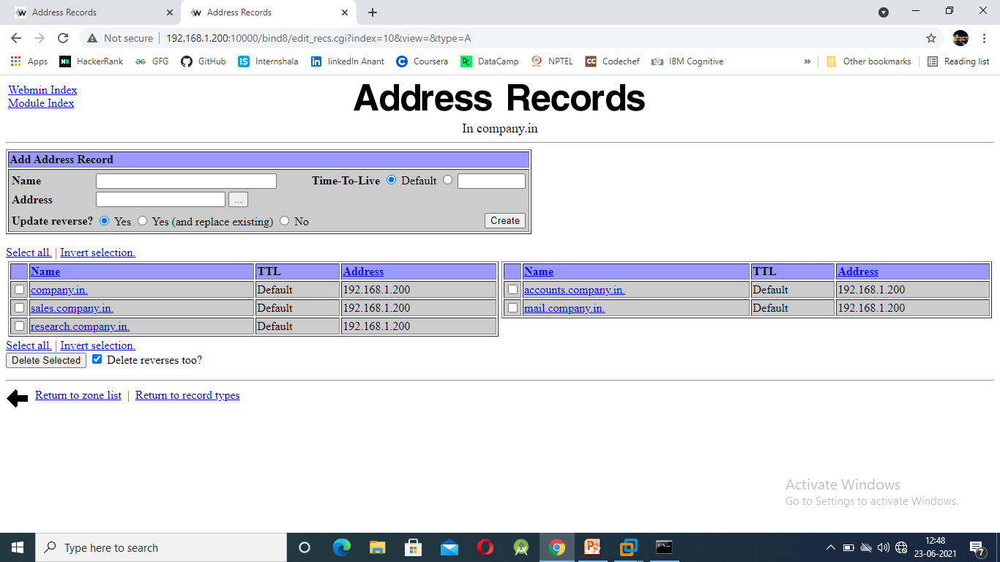 Address Records
Address Records
Not secure
192.168.1.200:10000/bind8/edit_recs.cgi?index=10&view=&type=A
Apps HackerRank GFG GitHub Internshala linkedIn Anant Coursera DataCamp NPTEL Codechef IBM Cognitive » Other bookmarks Reading list
Webmin Index
Module Index
Address Records
In company.in
Add Address Record
Name Time-To-Live Default
Address ...
Update reverse? Yes Yes (and replace existing) No Create
Select all. | Invert selection.
Name TTL Address Name TTL Address
company.in. Default 192.168.1.200 accounts.company.in. Default 192.168.1.200
sales.company.in. Default 192.168.1.200 mail.company.in. Default 192.168.1.200
research.company.in. Default 192.168.1.200
Select all. | Invert selection.
Delete Selected Delete reverses too?
Return to zone list | Return to record types
Activate Windows
Go to Settings to activate Windows.
Type here to search
12:48
23-06-2021
7